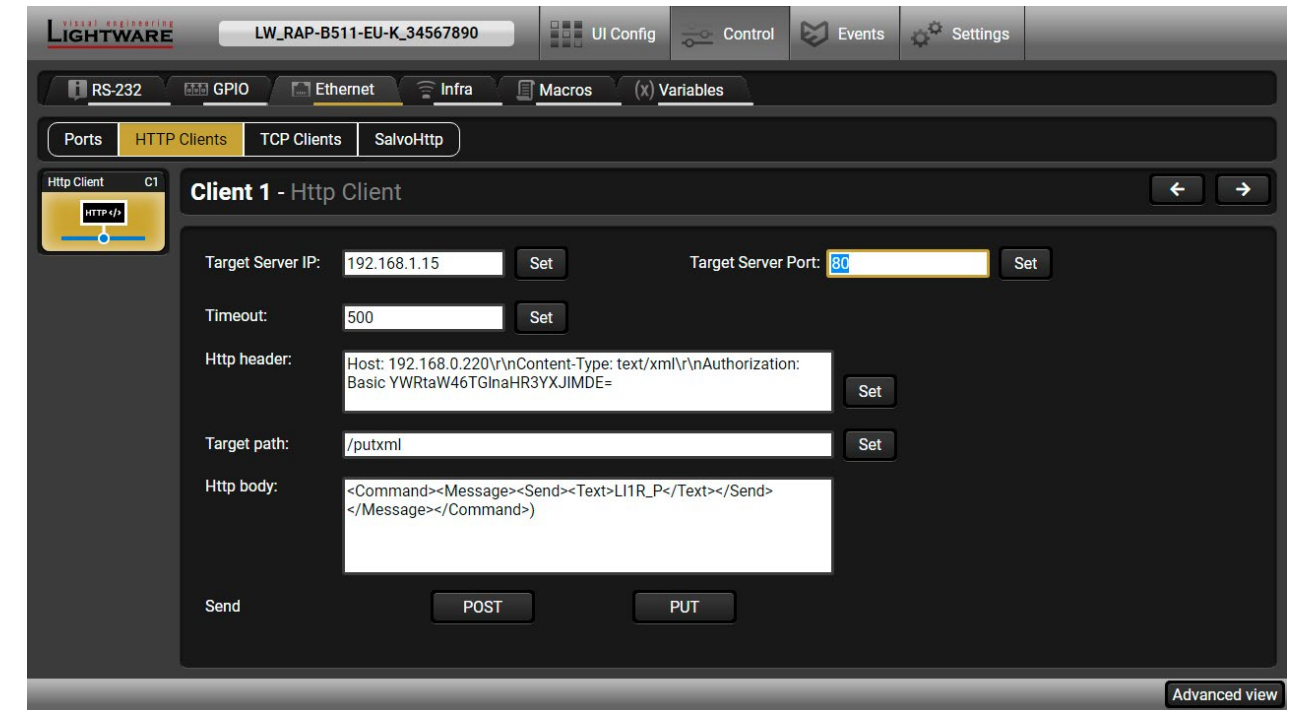 visual engineering
LIGHTWARE
LW_RAP-B511-EU-K_34567890
UI Config
Control
Events
Settings
RS-232
GPIO
Ethernet
Infra
Macros
(x) Variables
Ports
HTTP Clients
TCP Clients
SalvoHttp
Http Client C1
HTTP </>
Client 1 - Http Client
Target Server IP: 192.168.1.15 Set
Target Server Port: 80 Set
Timeout: 500 Set
Http header:
Host: 192.168.0.220\r\nContent-Type: text/xml\r\nAuthorization:
Basic YWRtaW46TGlnaHR3YXJlMDE=
Set
Target path: /putxml Set
Http body:
<Command><Message><Send><Text>LI1R_P</Text></Send>
</Message></Command>)
Send POST PUT
Advanced view